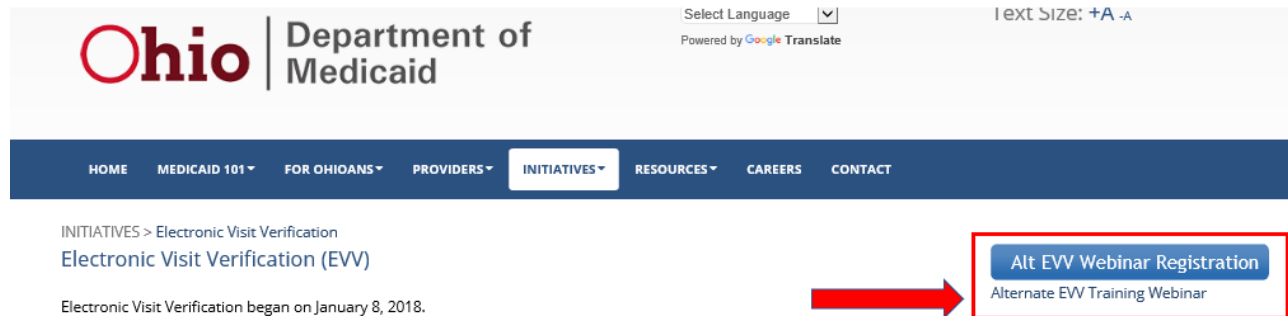 Select Language
Text Size: +A -A
Powered by Google Translate
Ohio
Department of
Medicaid
HOME MEDICAID 101 FOR OHIOANS PROVIDERS INITIATIVES RESOURCES CAREERS CONTACT
INITIATIVES > Electronic Visit Verification
Electronic Visit Verification (EVV)
Electronic Visit Verification began on January 8, 2018.
Alt EVV Webinar Registration
Alternate EVV Training Webinar